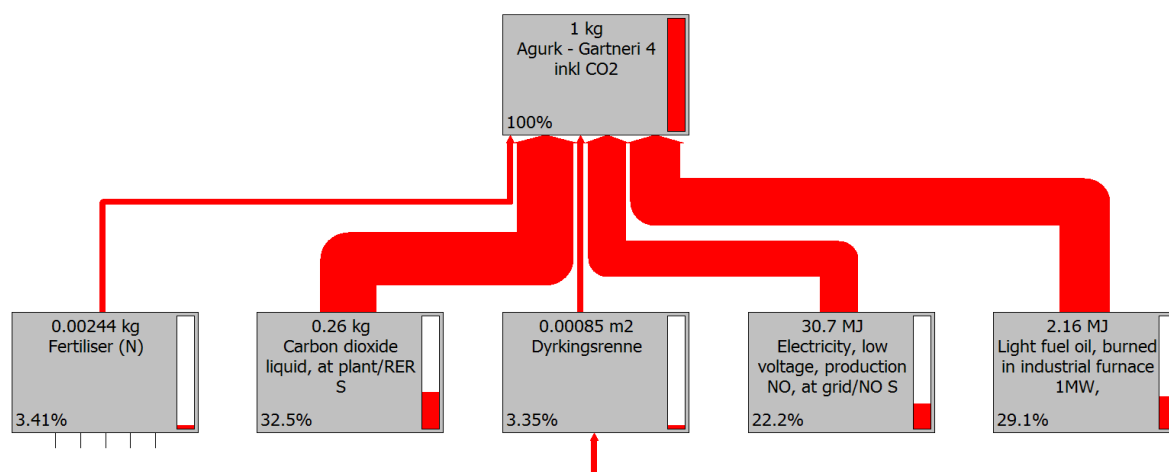 1 kg
Agurk - Gartneri 4
inkl CO2
100%
0.00244 kg
Fertiliser (N)
3.41%
0.26 kg
Carbon dioxide
liquid, at plant/RER
S
32.5%
0.00085 m2
Dyrkingsrenne
3.35%
30.7 MJ
Electricity, low
voltage, production
NO, at grid/NO S
22.2%
2.16 MJ
Light fuel oil, burned
in industrial furnace
1MW,
29.1%